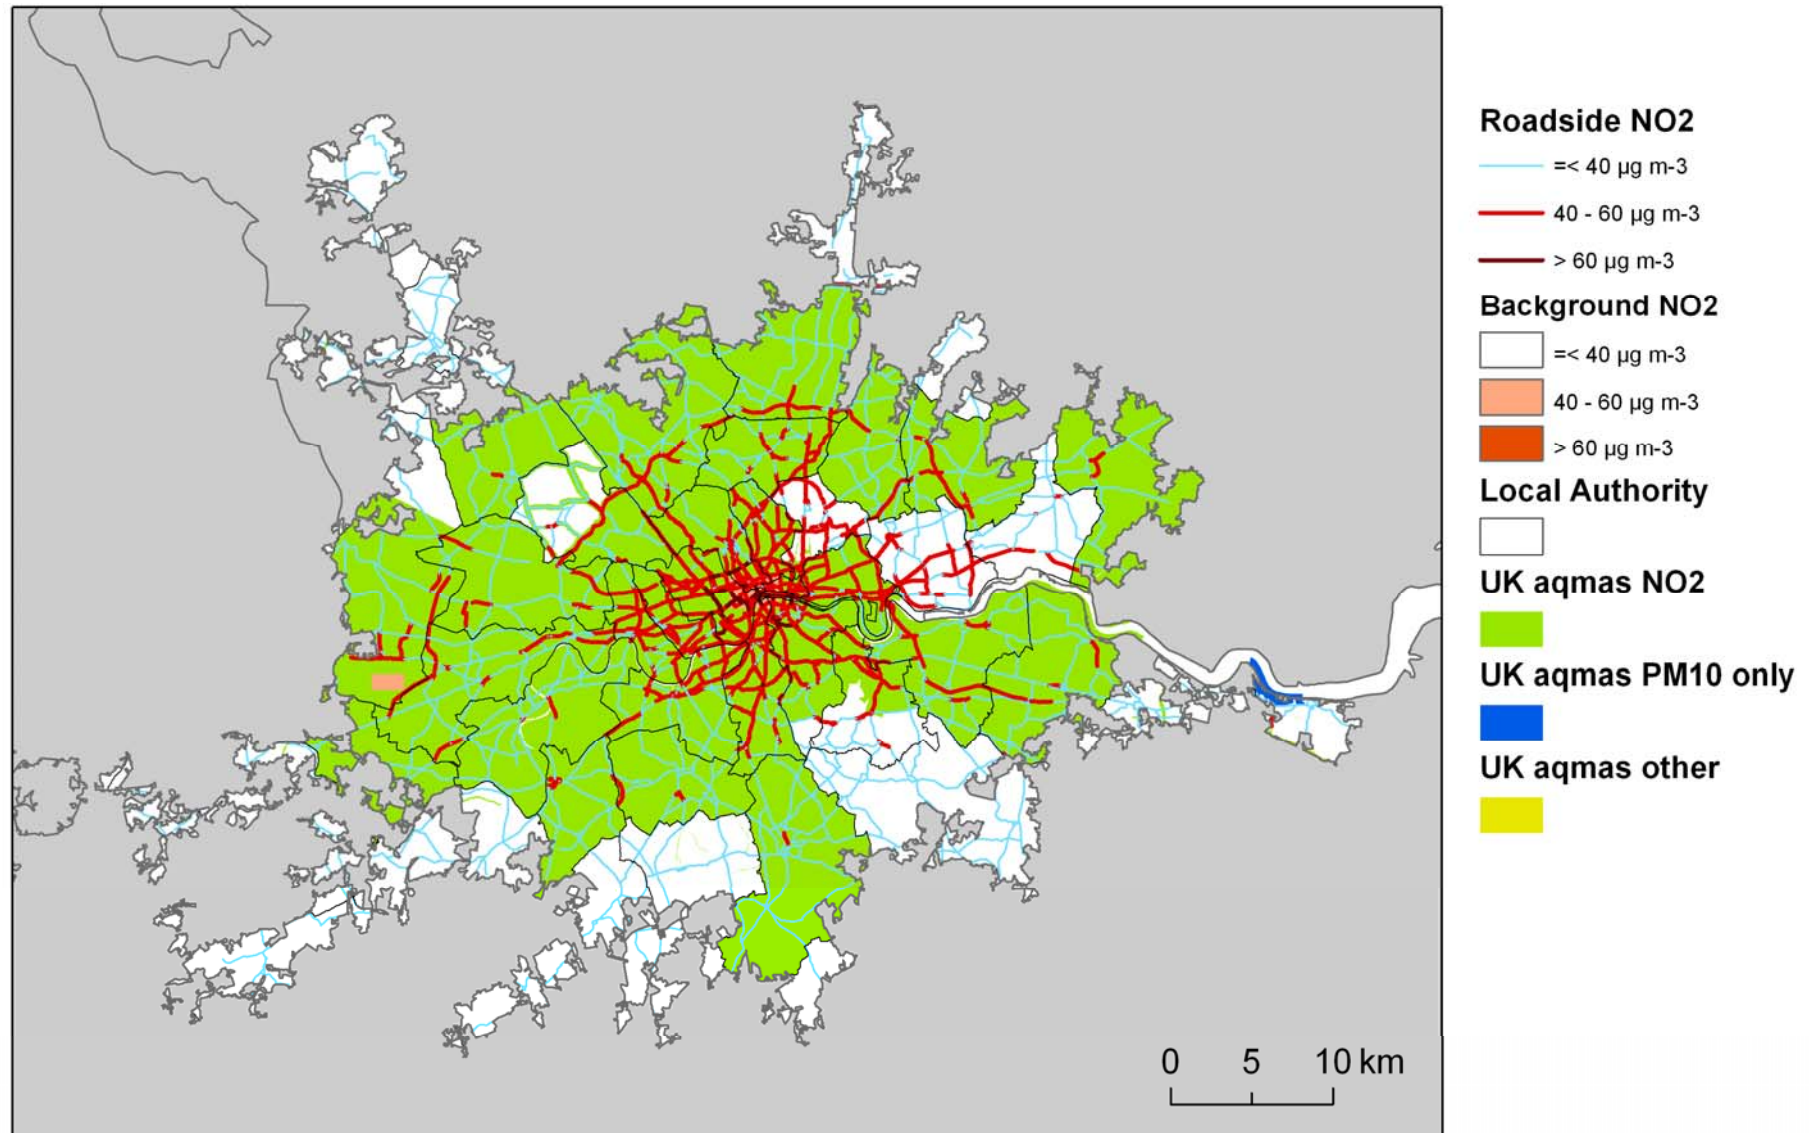 Roadside NO2
=< 40 µg m-3
40 - 60 µg m-3
> 60 µg m-3
Background NO2
=< 40 µg m-3
40 - 60 µg m-3
> 60 µg m-3
Local Authority
UK aqmas NO2
UK aqmas PM10 only
UK aqmas other
0 5 10 km